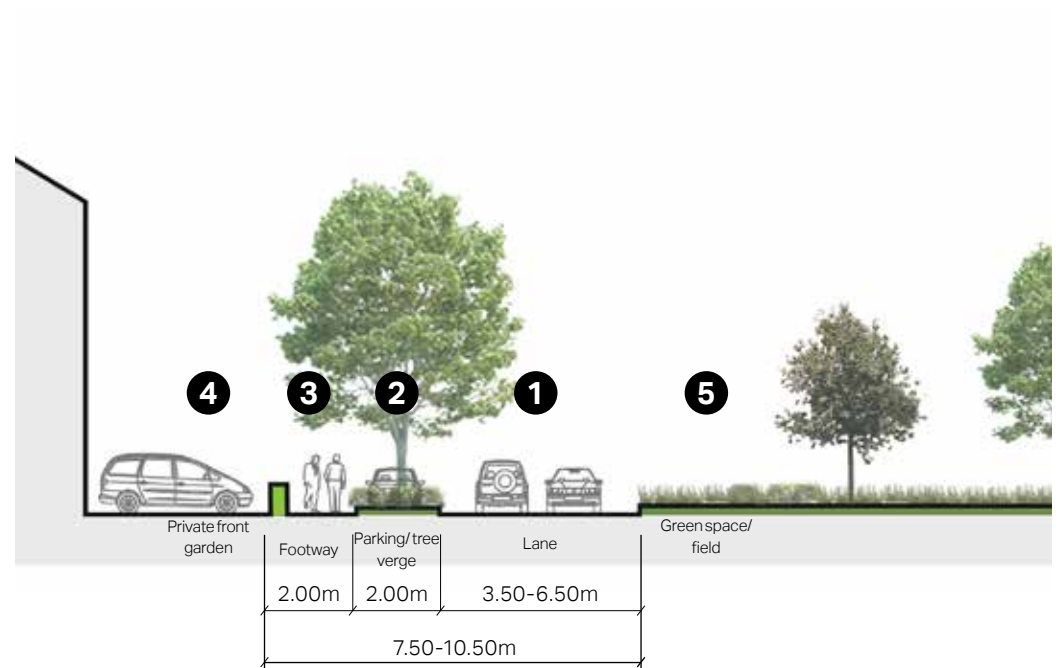 4
3
2
1
5
Private front
garden
Footway
Parking/ tree
verge
Lane
Green space/
field
2.00m
2.00m
3.50-6.50m
7.50-10.50m